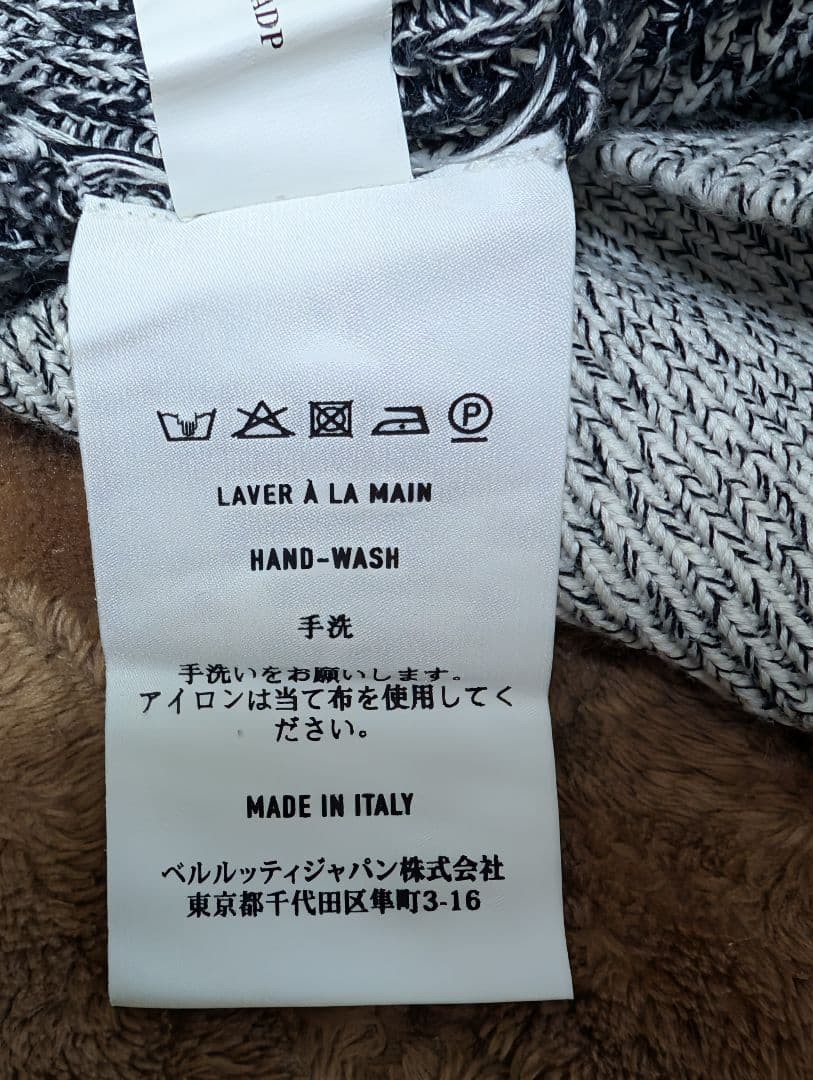 ADP
P
LAVER À LA MAIN
HAND-WASH
手洗
手洗いをお願いします。
アイロンは当て布を使用してく
ださい。
MADE IN ITALY
ベルルッティジャパン株式会社
東京都千代田区隼町3-16